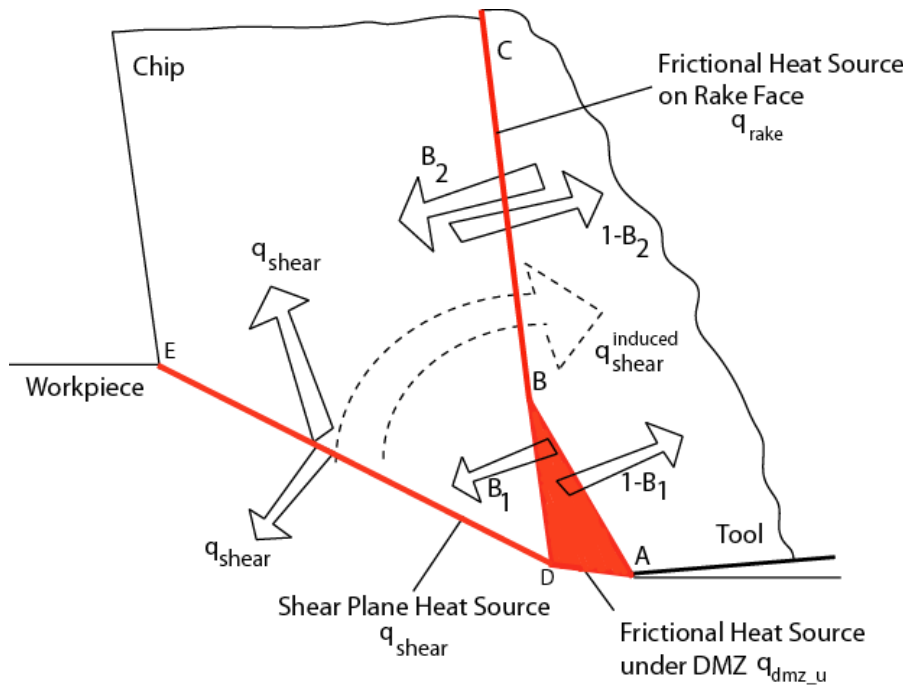 C
Chip
Frictional Heat Source
on Rake Face
q_rake
B_2
1-B_2
q_shear
q_shear^induced
E
Workpiece
B
B_1
1-B_1
q_shear
A
Tool
D
Shear Plane Heat Source
q_shear
Frictional Heat Source
under DMZ q_dmz_u